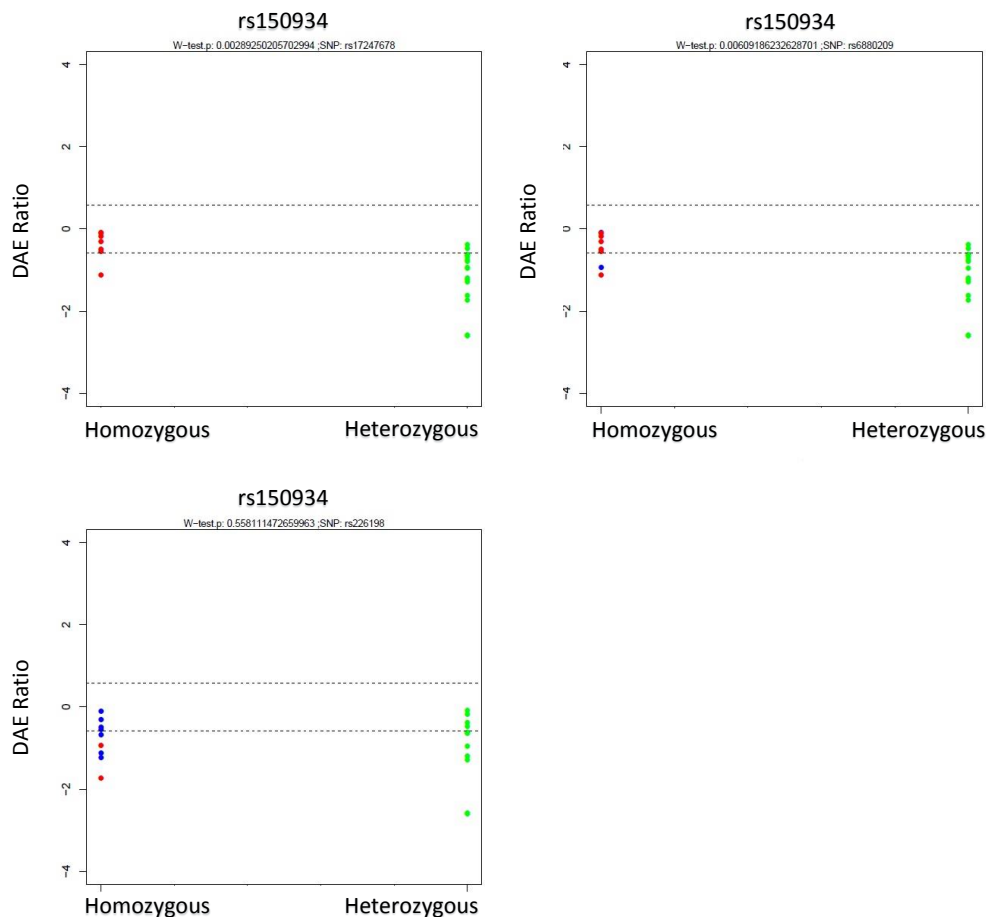 rs150934
W-test.p: 0.00289250205702994 ;SNP: rs17247678
DAE Ratio
4
2
0
-2
-4
Homozygous
Heterozygous
rs150934
W-test.p: 0.00609186232628701 ;SNP: rs6880209
DAE Ratio
4
2
0
-2
-4
Homozygous
Heterozygous
rs150934
W-test.p: 0.558111472659963 ;SNP: rs226198
DAE Ratio
4
2
0
-2
-4
Homozygous
Heterozygous